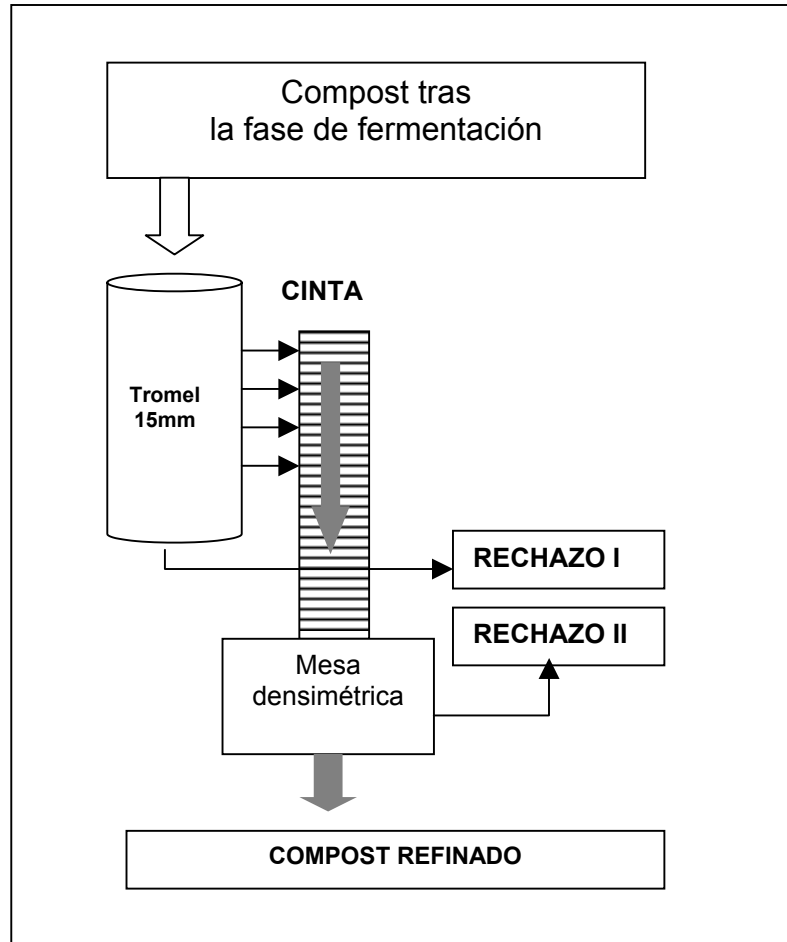 Compost tras
la fase de fermentación
CINTA
Tromel
15mm
RECHAZO I
RECHAZO II
Mesa
densimétrica
COMPOST REFINADO